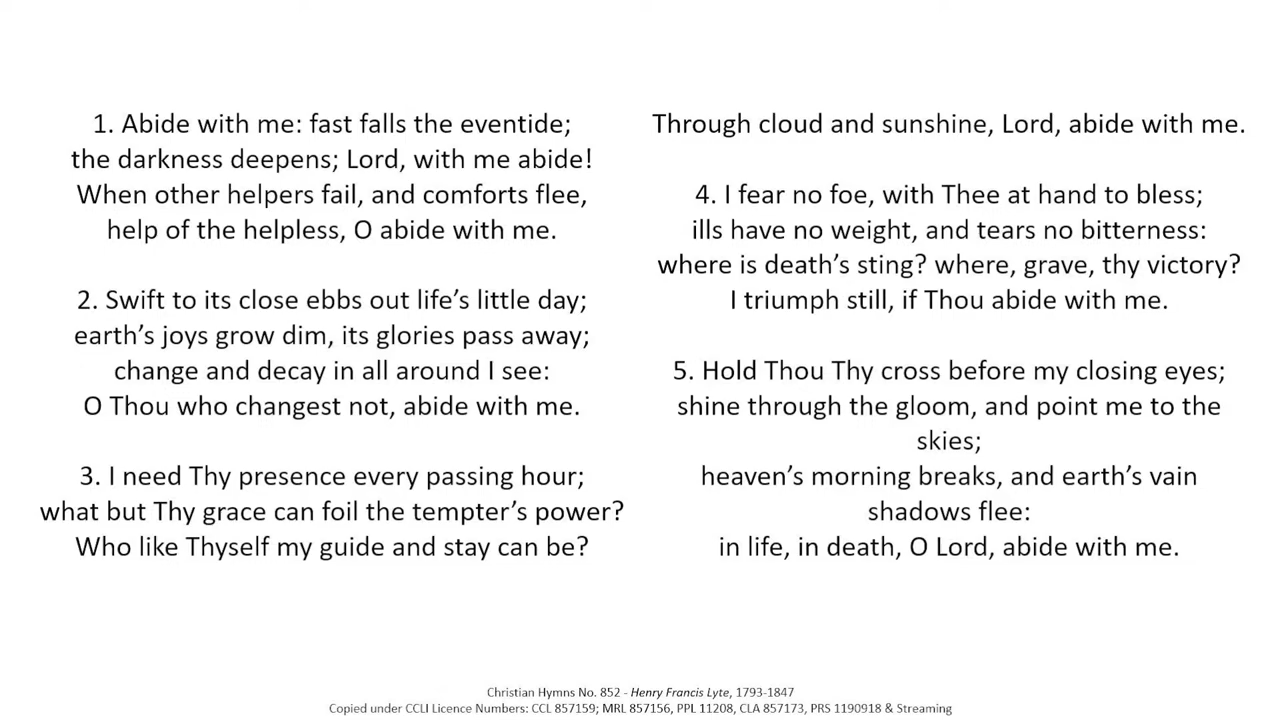 1. Abide with me: fast falls the eventide;
the darkness deepens; Lord, with me abide!
When other helpers fail, and comforts flee,
help of the helpless, O abide with me.
2. Swift to its close ebbs out life’s little day;
earth’s joys grow dim, its glories pass away;
change and decay in all around I see:
O Thou who changest not, abide with me.
3. I need Thy presence every passing hour;
what but Thy grace can foil the tempter’s power?
Who like Thyself my guide and stay can be?
Through cloud and sunshine, Lord, abide with me.
4. I fear no foe, with Thee at hand to bless;
ills have no weight, and tears no bitterness:
where is death’s sting? where, grave, thy victory?
I triumph still, if Thou abide with me.
5. Hold Thou Thy cross before my closing eyes;
shine through the gloom, and point me to the
skies;
heaven’s morning breaks, and earth’s vain
shadows flee:
in life, in death, O Lord, abide with me.
Christian Hymns No. 852 - Henry Francis Lyte, 1793-1847
Copied under CCLI Licence Numbers: CCL 857159; MRL 857156, PPL 11208, CLA 857173, PRS 1190918 & Streaming